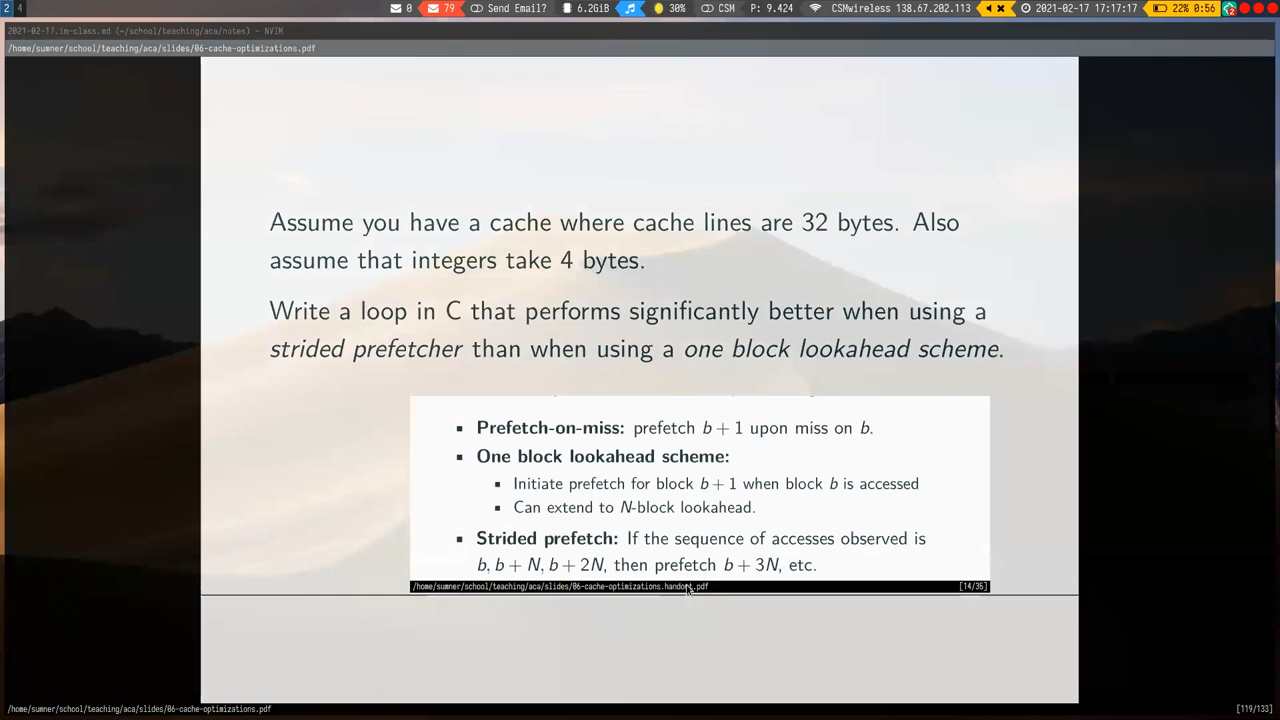 2 4 0 79 Send Email? 6.2GiB 30% CSM P: 9.424 CSMwireless 138.67.202.113 2021-02-17 17:17:17 22% 0:56 2
2021-02-17.in-class.md (~/school/teaching/aca/notes) - NVIM
/home/sumner/school/teaching/aca/slides/06-cache-optimizations.pdf
Assume you have a cache where cache lines are 32 bytes. Also
assume that integers take 4 bytes.
Write a loop in C that performs significantly better when using a
strided prefetcher than when using a one block lookahead scheme.
▪ Prefetch-on-miss: prefetch b + 1 upon miss on b.
▪ One block lookahead scheme:
▪ Initiate prefetch for block b + 1 when block b is accessed
▪ Can extend to N-block lookahead.
▪ Strided prefetch: If the sequence of accesses observed is
b, b + N, b + 2N, then prefetch b + 3N, etc.
/home/sumner/school/teaching/aca/slides/06-cache-optimizations.handout.pdf [14/35]
/home/sumner/school/teaching/aca/slides/06-cache-optimizations.pdf [119/133]